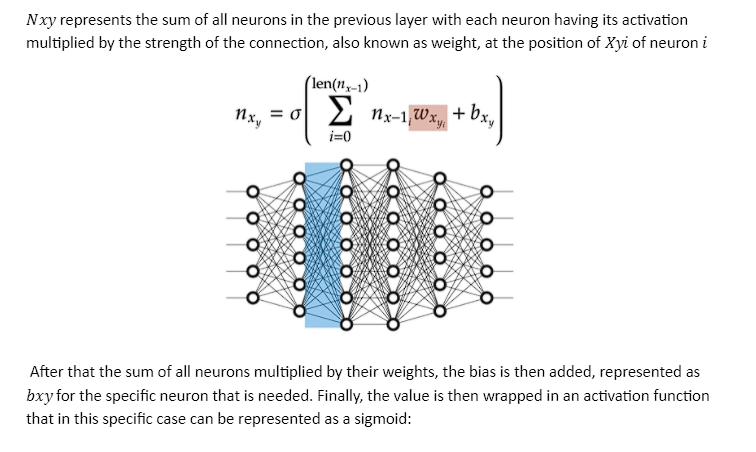 Nxy represents the sum of all neurons in the previous layer with each neuron having its activation
multiplied by the strength of the connection, also known as weight, at the position of Xyi of neuron i
n_{x_y} = σ ( \sum_{i=0}^{len(n_{x-1})} n_{x-1_i} w_{x_{y_i}} + b_{x_y} )
After that the sum of all neurons multiplied by their weights, the bias is then added, represented as
bxy for the specific neuron that is needed. Finally, the value is then wrapped in an activation function
that in this specific case can be represented as a sigmoid: